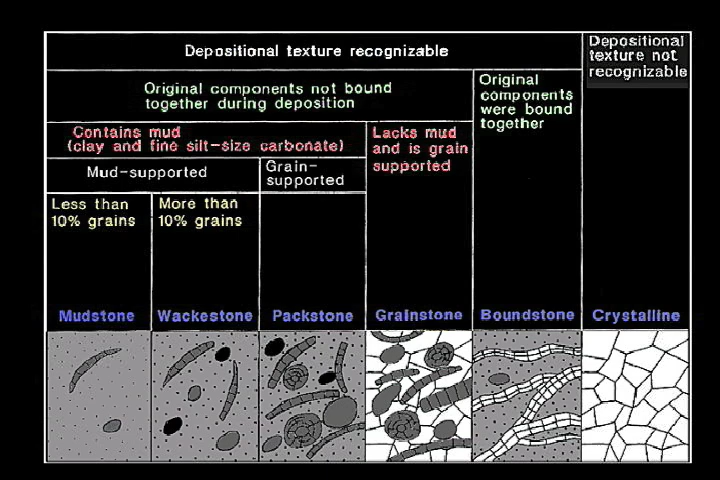 Depositional texture recognizable
Depositional
texture not
recognizable
Original components not bound
together during deposition
Original
components
were bound
together
Contains mud
(clay and fine silt-size carbonate)
Lacks mud
and is grain
supported
Mud-supported
Grain-
supported
Less than
10% grains
More than
10% grains
Mudstone
Wackestone
Packstone
Grainstone
Boundstone
Crystalline